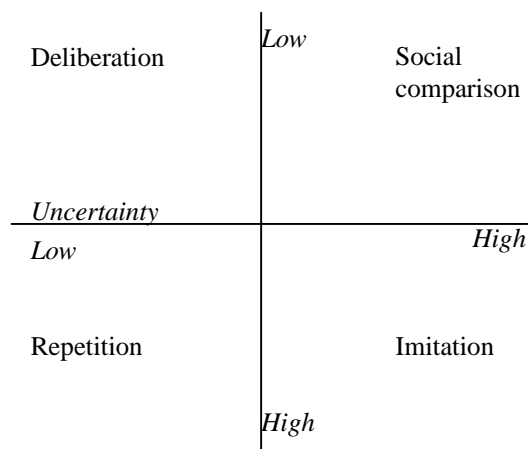 Low
Deliberation
Social
comparison
Uncertainty
Low
High
Repetition
Imitation
High